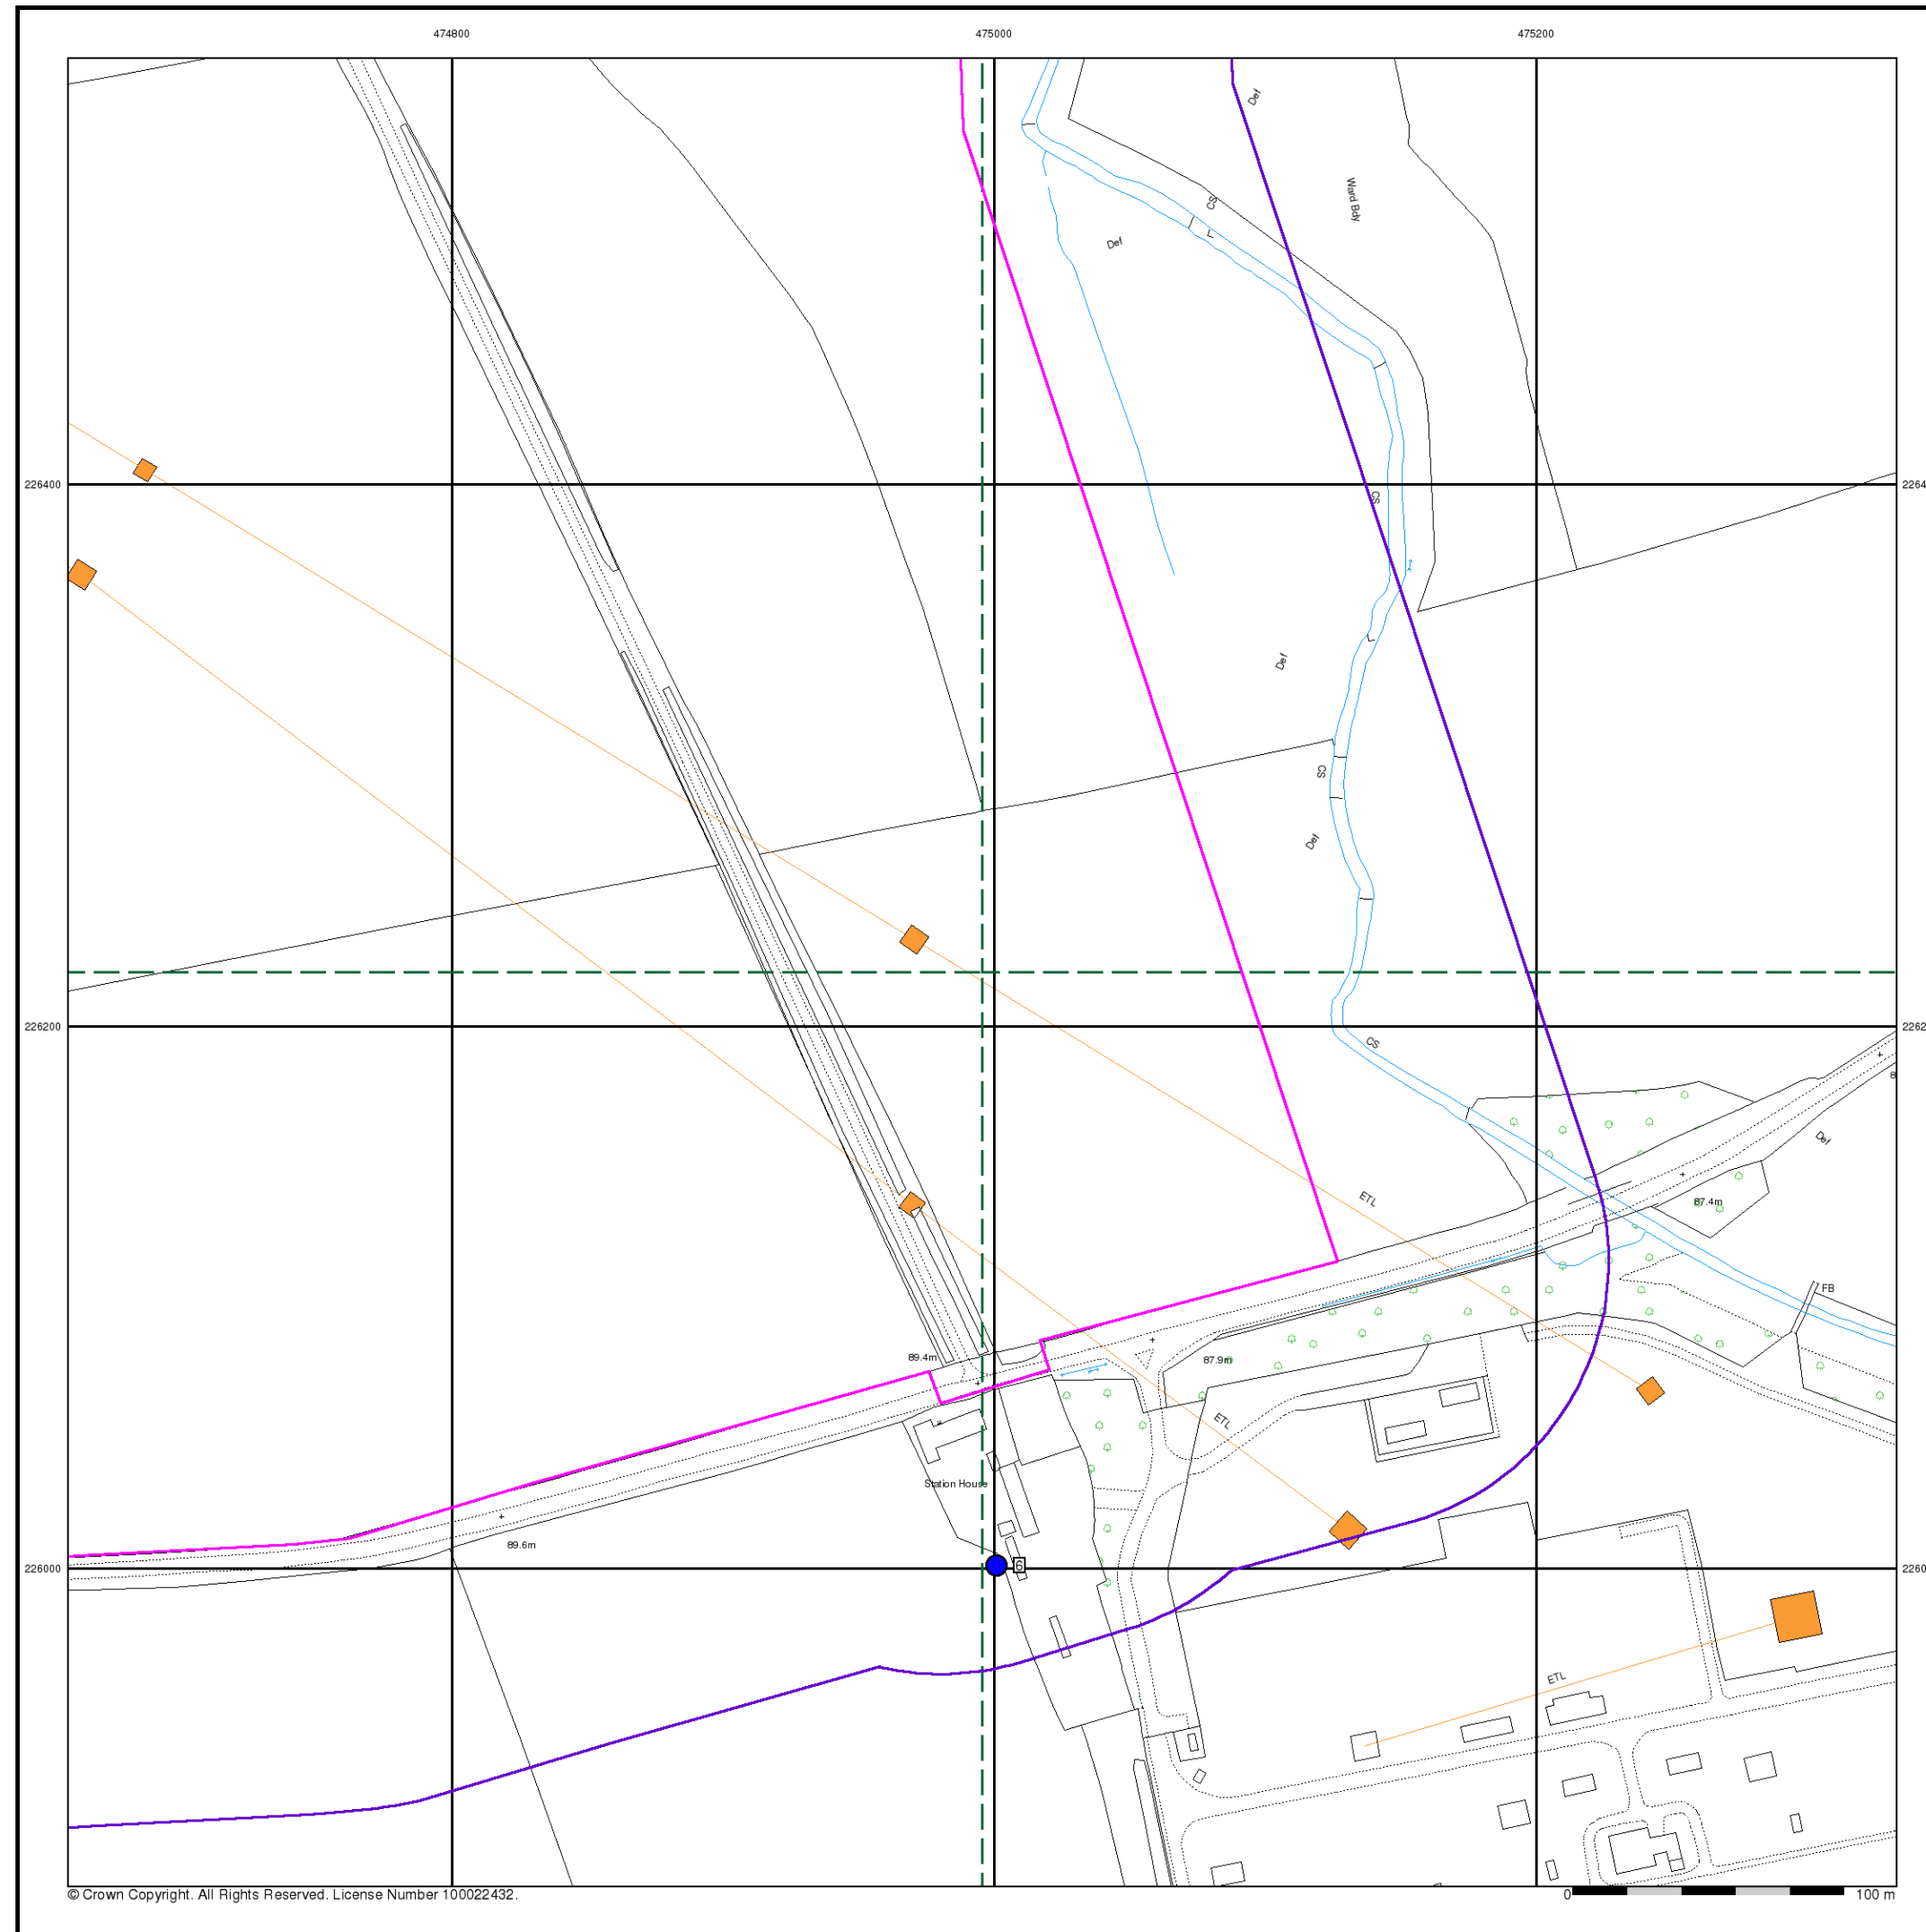 474800 475000 475200
Def
Ward Bdy
CS
L
Def
226400
2264
CS
L
Def
CS
Def
226200
2262
CS
8
Def
ETL
87.4m
FB
89.4m
87.9m
ETL
Station House
89.6m
226000
6
2260
ETL
© Crown Copyright. All Rights Reserved. License Number 100022432.
0 100 m